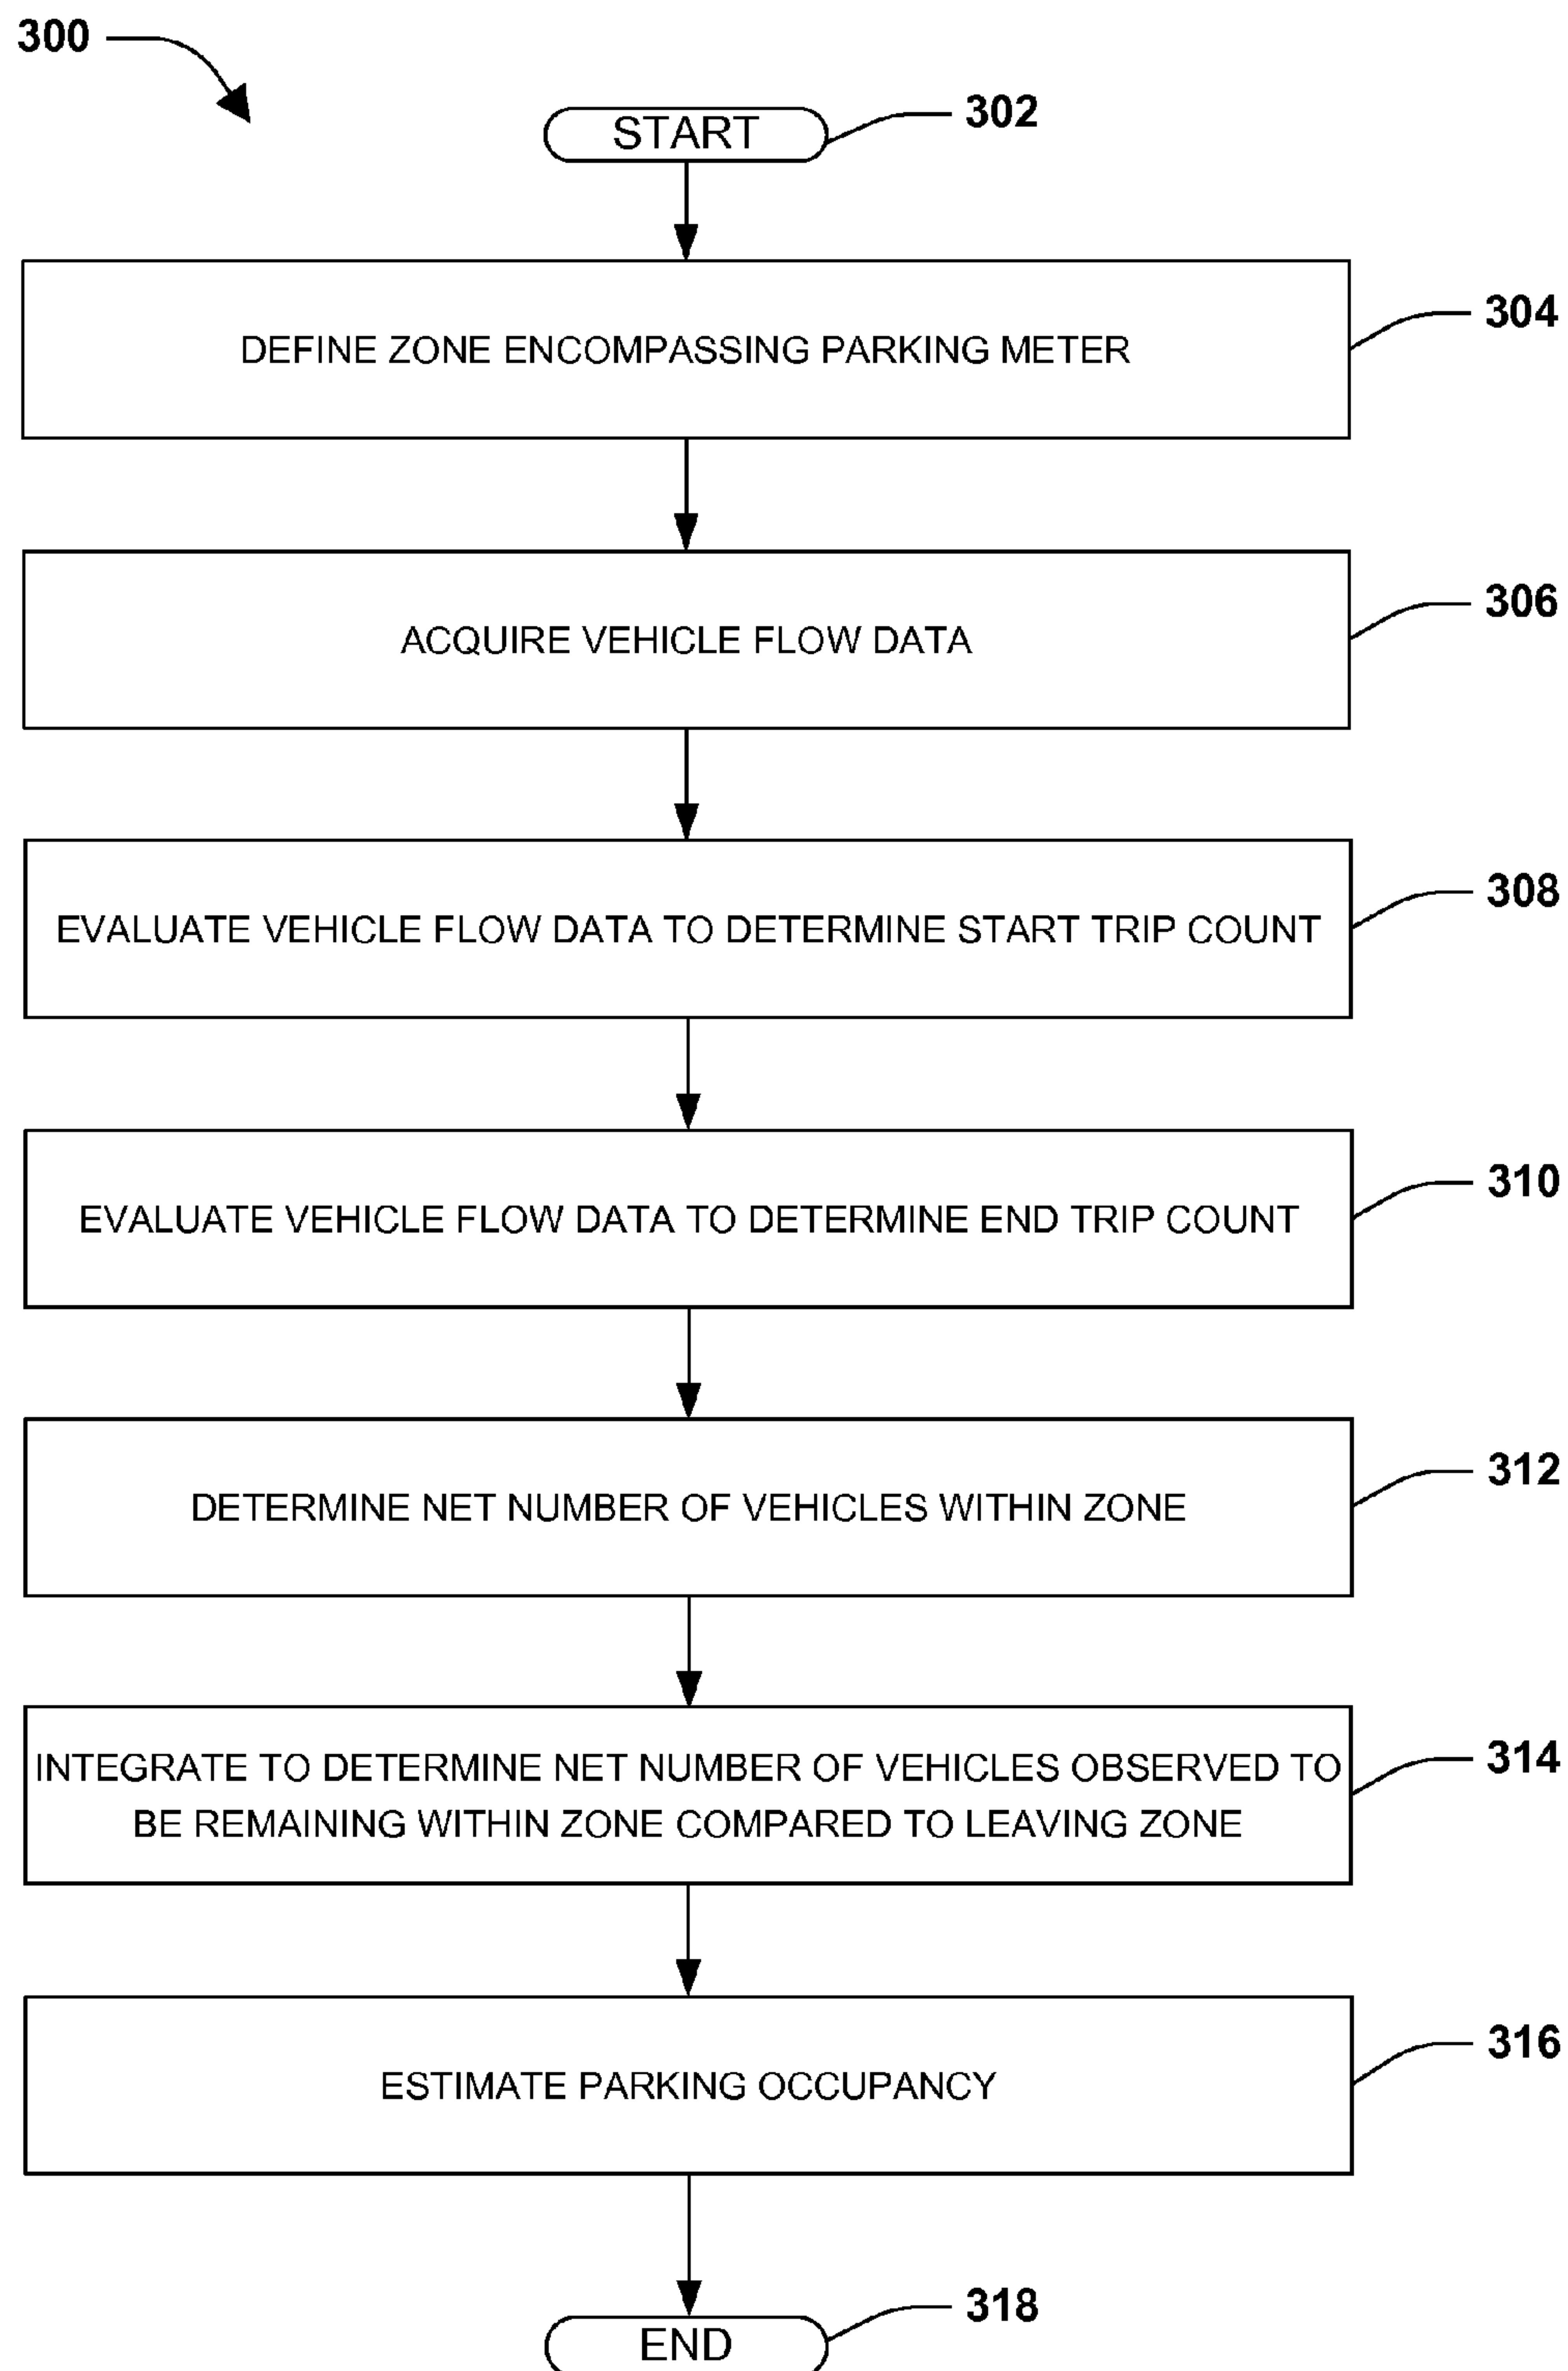 300
START
302
DEFINE ZONE ENCOMPASSING PARKING METER
304
ACQUIRE VEHICLE FLOW DATA
306
EVALUATE VEHICLE FLOW DATA TO DETERMINE START TRIP COUNT
308
EVALUATE VEHICLE FLOW DATA TO DETERMINE END TRIP COUNT
310
DETERMINE NET NUMBER OF VEHICLES WITHIN ZONE
312
INTEGRATE TO DETERMINE NET NUMBER OF VEHICLES OBSERVED TO
BE REMAINING WITHIN ZONE COMPARED TO LEAVING ZONE
314
ESTIMATE PARKING OCCUPANCY
316
END
318